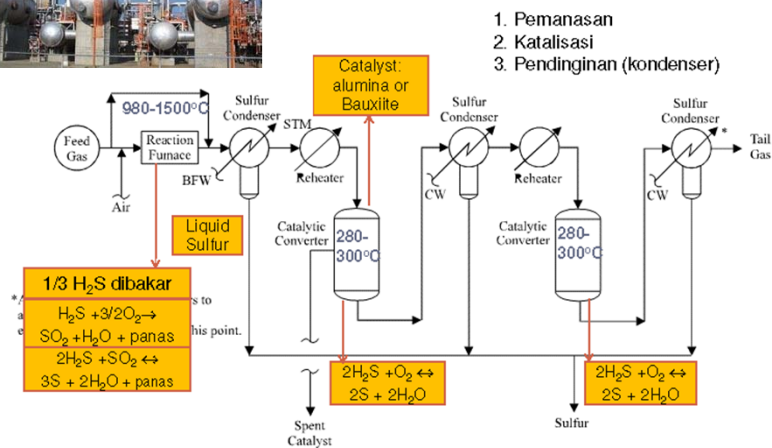 1. Pemanasan
2. Katalisasi
3. Pendinginan (kondenser)
Catalyst:
alumina or
Bauxiite
980-1500°C
Feed
Gas
Reaction
Furnace
Air
Sulfur
Condenser
BFW
STM
Reheater
Liquid
Sulfur
Catalytic
Converter
280-
300°C
Sulfur
Condenser
CW
Reheater
Catalytic
Converter
280-
300°C
Sulfur
Condenser
*
CW
Tail
Gas
1/3 H₂S dibakar
s to
his point.
H₂S +3/2O₂→
SO₂ +H₂O + panas
2H₂S +SO₂ ↔
3S + 2H₂O + panas
2H₂S +O₂ ↔
2S + 2H₂O
2H₂S +O₂ ↔
2S + 2H₂O
Spent
Catalyst
Sulfur